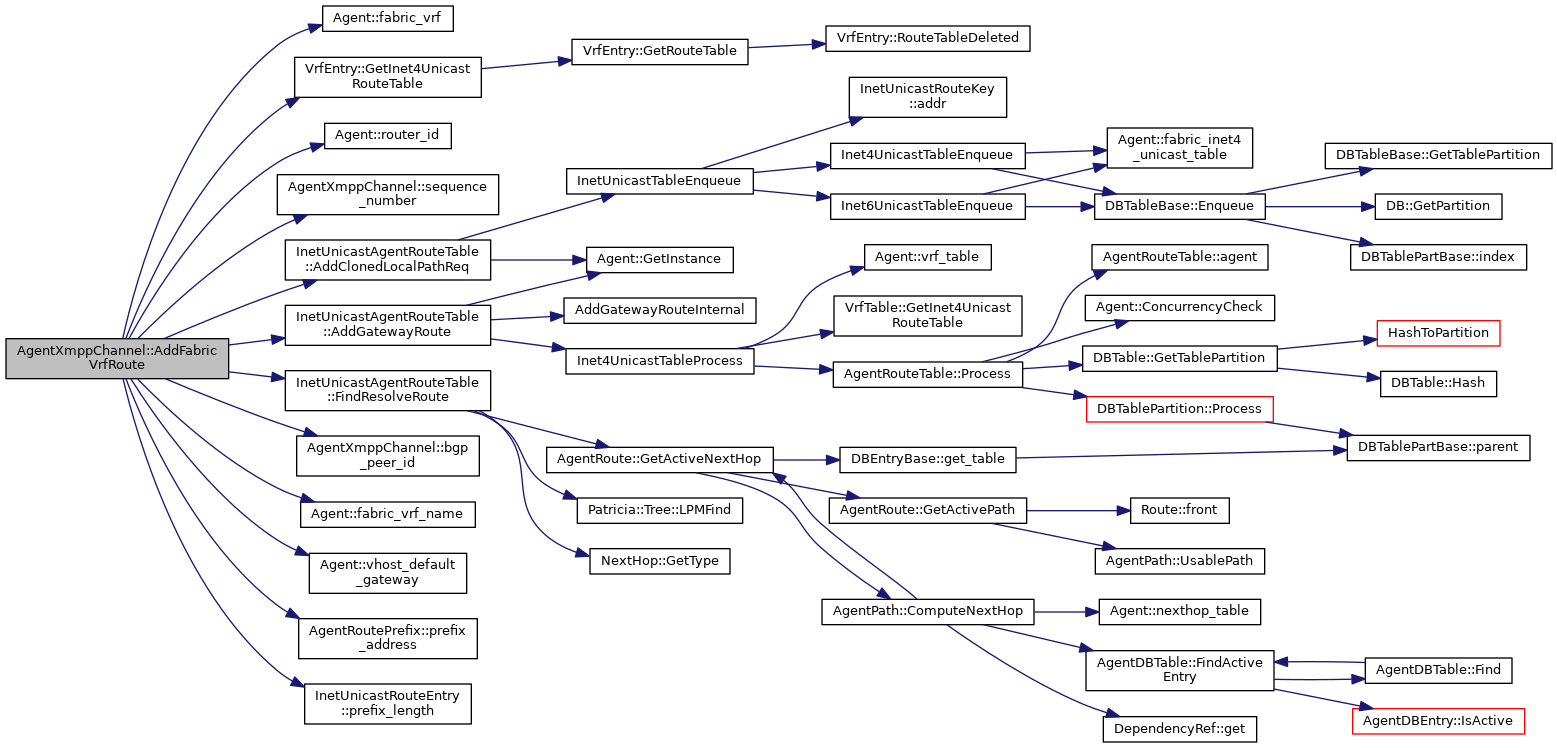 AgentXmppChannel::AddFabric
VrfRoute
Agent::fabric_vrf
VrfEntry::GetInet4Unicast
RouteTable
Agent::router_id
AgentXmppChannel::sequence
_number
InetUnicastAgentRouteTable
::AddClonedLocalPathReq
InetUnicastAgentRouteTable
::AddGatewayRoute
InetUnicastAgentRouteTable
::FindResolveRoute
AgentXmppChannel::bgp
_peer_id
Agent::fabric_vrf_name
Agent::vhost_default
_gateway
AgentRoutePrefix::prefix
_address
InetUnicastRouteEntry
::prefix_length
VrfEntry::GetRouteTable
VrfEntry::RouteTableDeleted
InetUnicastTableEnqueue
Agent::GetInstance
AddGatewayRouteInternal
Inet4UnicastTableProcess
AgentRoute::GetActiveNextHop
Patricia::Tree::LPMFind
NextHop::GetType
InetUnicastRouteKey
::addr
Inet4UnicastTableEnqueue
Inet6UnicastTableEnqueue
Agent::vrf_table
VrfTable::GetInet4Unicast
RouteTable
AgentRouteTable::Process
DBEntryBase::get_table
AgentRoute::GetActivePath
AgentPath::ComputeNextHop
Agent::fabric_inet4
_unicast_table
DBTableBase::Enqueue
AgentRouteTable::agent
Agent::ConcurrencyCheck
DBTable::GetTablePartition
DBTablePartition::Process
Route::front
AgentPath::UsablePath
Agent::nexthop_table
AgentDBTable::FindActive
Entry
DependencyRef::get
DBTableBase::GetTablePartition
DB::GetPartition
DBTablePartBase::index
HashToPartition
DBTable::Hash
DBTablePartBase::parent
AgentDBTable::Find
AgentDBEntry::IsActive